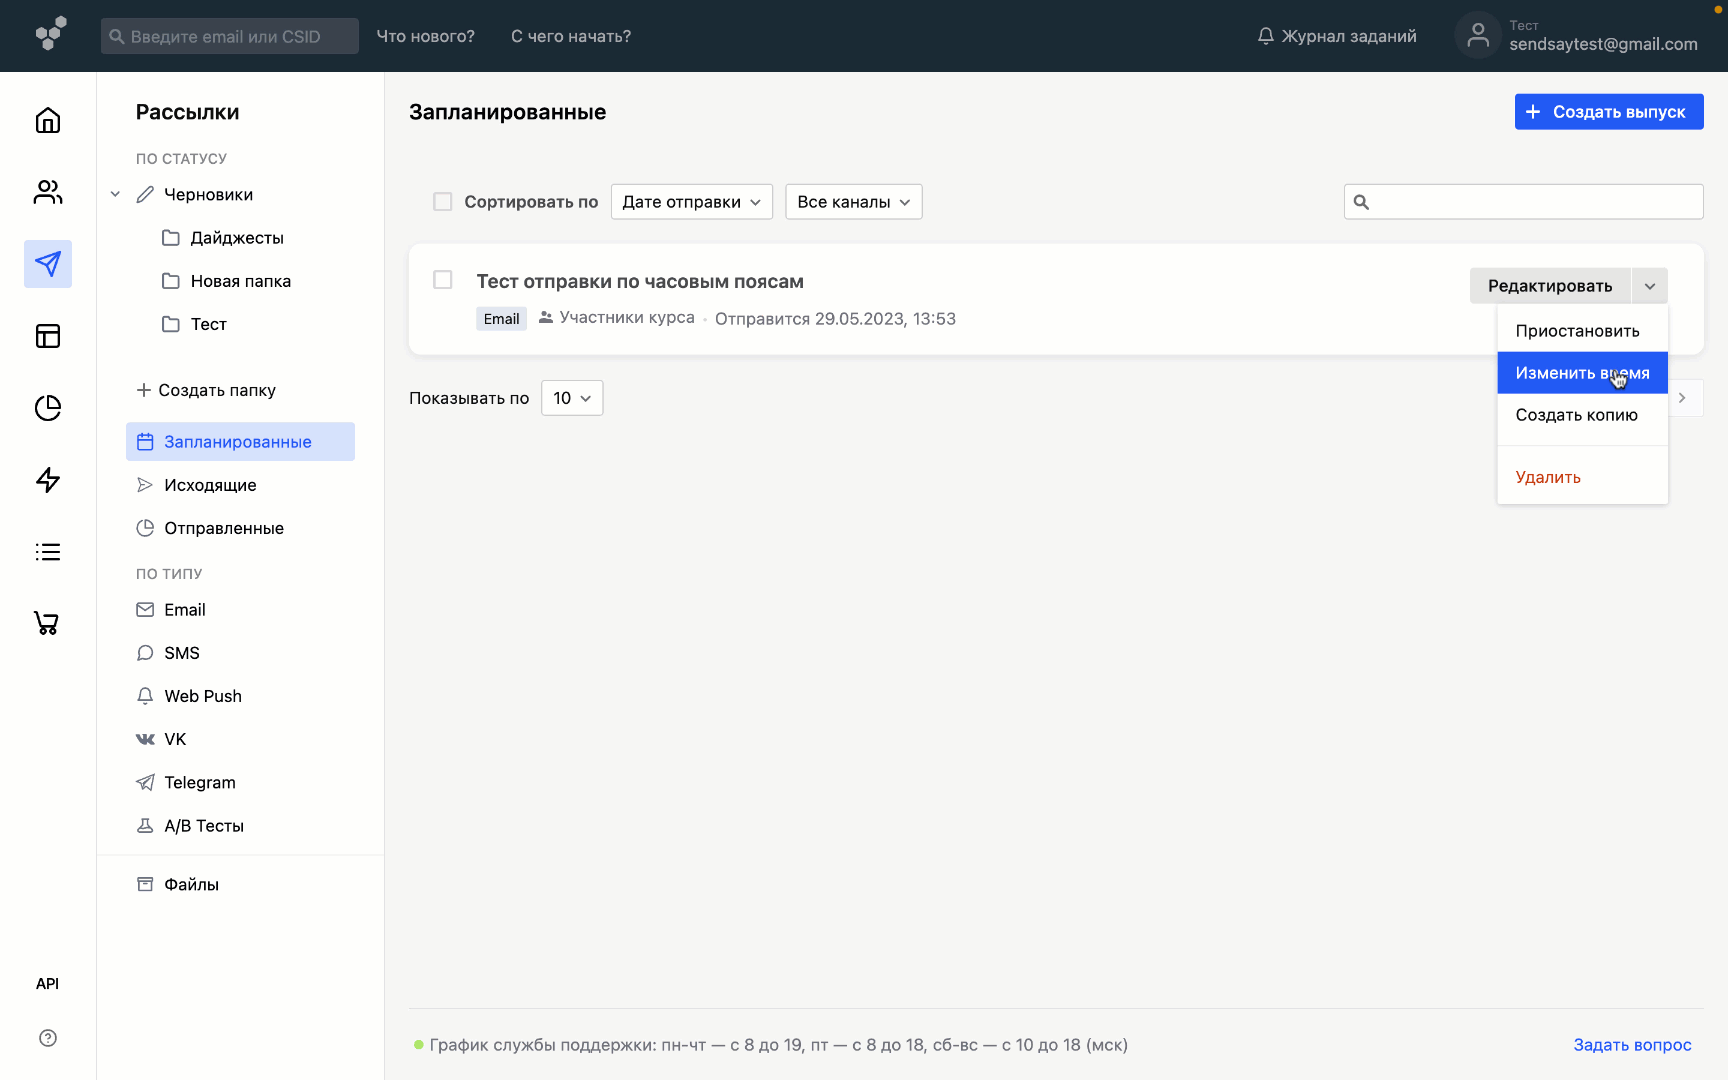 Введите email или CSID
Что нового?
С чего начать?
Журнал заданий
Тест
sendsaytest@gmail.com
Рассылки
ПО СТАТУСУ
Черновики
Дайджесты
Новая папка
Тест
Создать папку
Запланированные
Исходящие
Отправленные
ПО ТИПУ
Email
SMS
Web Push
VK
Telegram
A/B Тесты
Файлы
API
Запланированные
Создать выпуск
Сортировать по
Дате отправки
Все каналы
Тест отправки по часовым поясам
Email
Участники курса
Отправится 29.05.2023, 13:53
Редактировать
Приостановить
Изменить время
Создать копию
Удалить
Показывать по
10
График службы поддержки: пн-чт — с 8 до 19, пт — с 8 до 18, сб-вс — с 10 до 18 (мск)
Задать вопрос